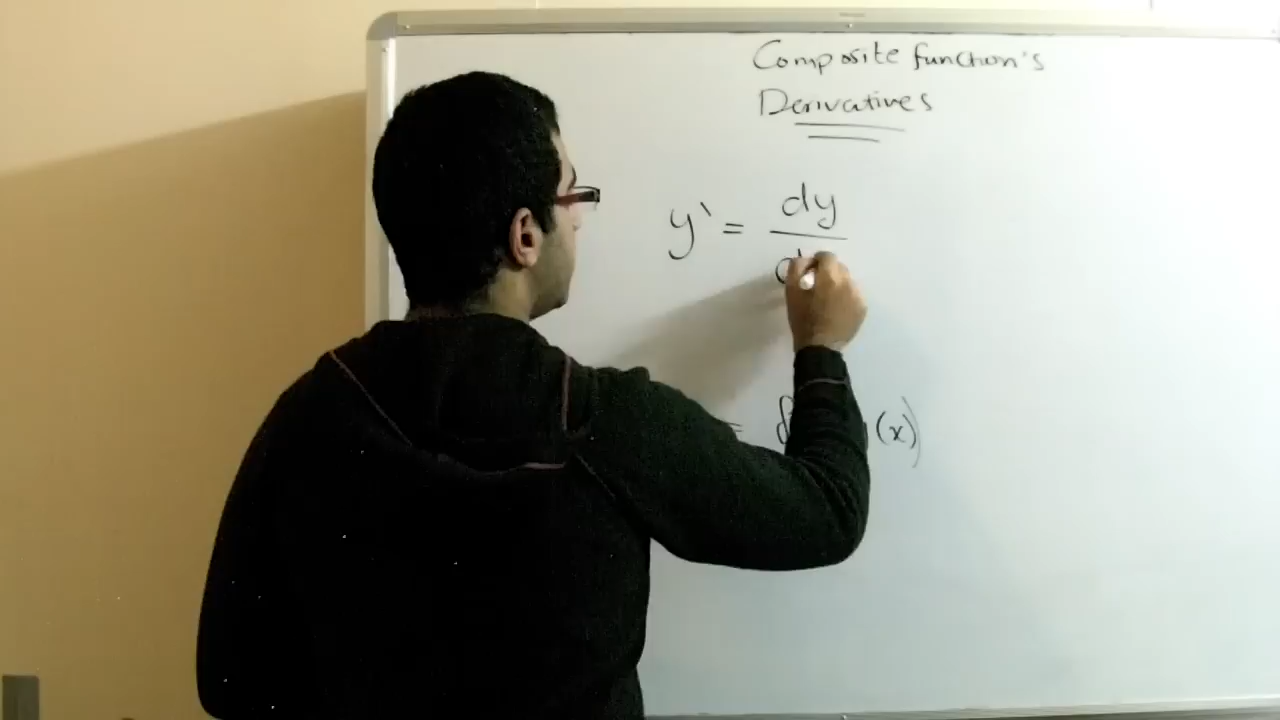 Composite function's
Derivatives
y' = dy
d
= (x)